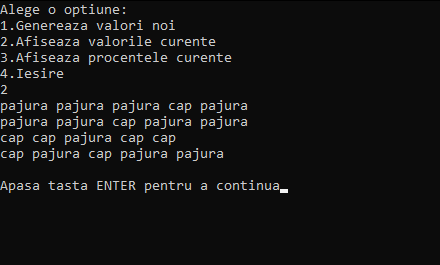 Alege o optiune:
1.Genereaza valori noi
2.Afiseaza valorile curente
3.Afiseaza procentele curente
4.Iesire
2
pajura pajura pajura cap pajura
pajura pajura cap pajura pajura
cap cap pajura cap cap
cap pajura cap pajura pajura
Apasa tasta ENTER pentru a continua